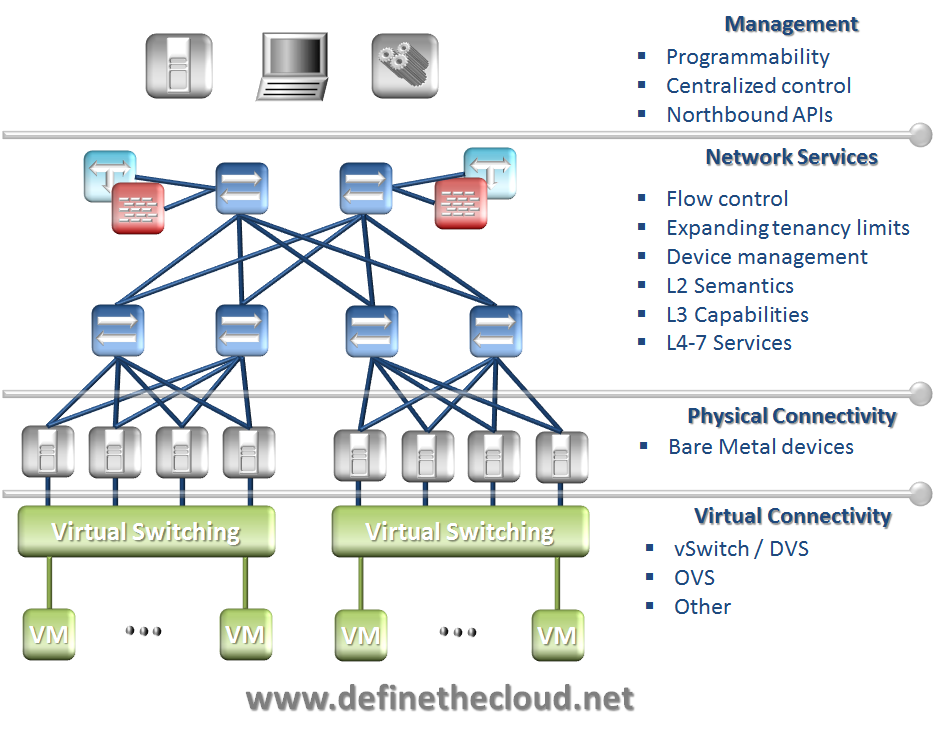 Management
▪ Programmability
▪ Centralized control
▪ Northbound APIs
Network Services
▪ Flow control
▪ Expanding tenancy limits
▪ Device management
▪ L2 Semantics
▪ L3 Capabilities
▪ L4-7 Services
Physical Connectivity
▪ Bare Metal devices
Virtual Connectivity
▪ vSwitch / DVS
▪ OVS
▪ Other
Virtual Switching
Virtual Switching
VM
VM
VM
VM
www.definethecloud.net